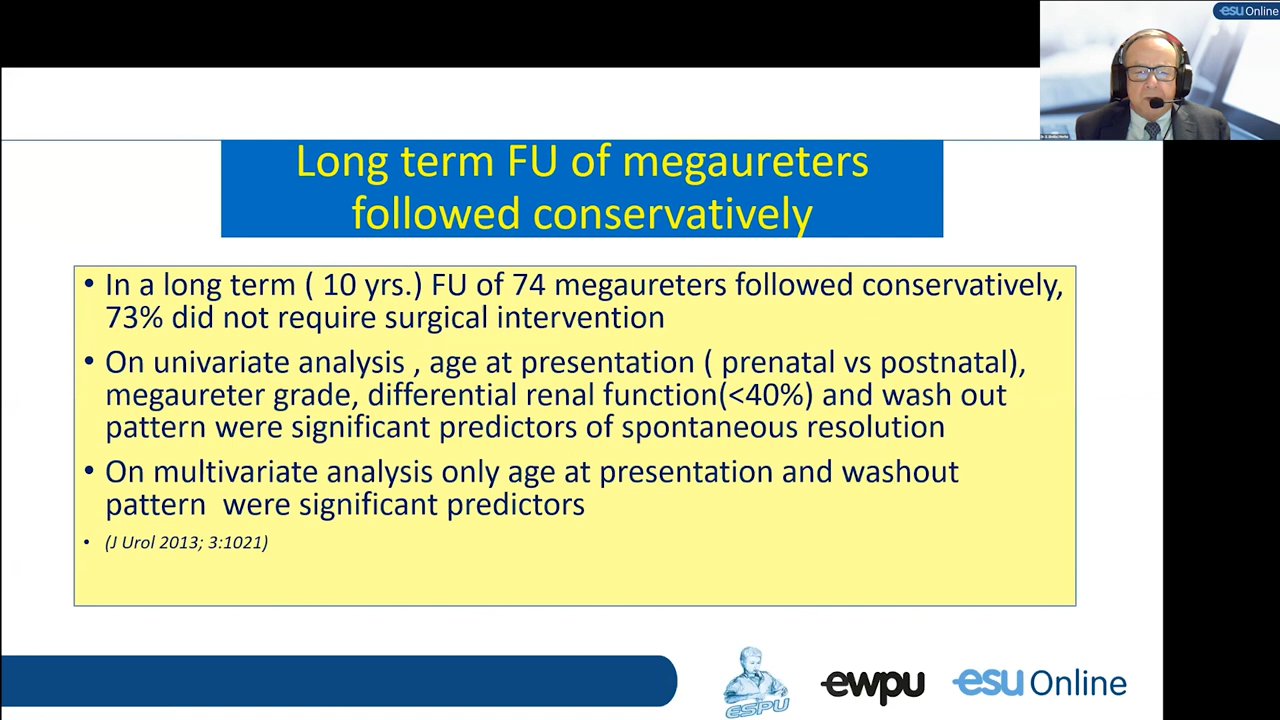 esu Online
Long term FU of megaureters
followed conservatively
• In a long term ( 10 yrs.) FU of 74 megaureters followed conservatively,
73% did not require surgical intervention
• On univariate analysis , age at presentation ( prenatal vs postnatal),
megaureter grade, differential renal function(<40%) and wash out
pattern were significant predictors of spontaneous resolution
• On multivariate analysis only age at presentation and washout
pattern  were significant predictors
• (J Urol 2013; 3:1021)
ESPU
ewpu
esu Online